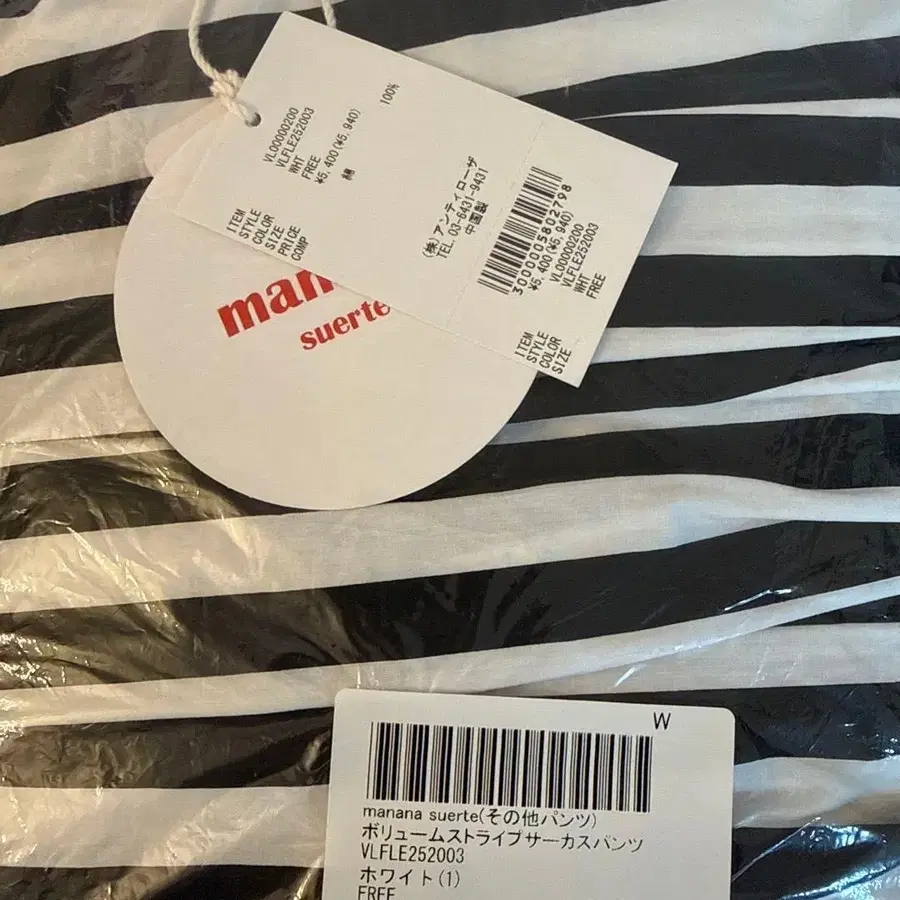 ITEM VL00000200
STYLE VLFLE252003
COLOR WHT
SIZE FREE
PRICE ¥5,400(¥5,940)
COMP 綿 100%
(株)アンティローザ
TEL.03-6431-9431
中国製
3000005802798
¥5,400(¥5,940)
ITEM VL00000200
STYLE VLFLE252003
COLOR WHT
SIZE FREE
man
suerte
W
manana suerte(その他パンツ)
ボリュームストライプサーカスパンツ
VLFLE252003
ホワイト(1)
FREE